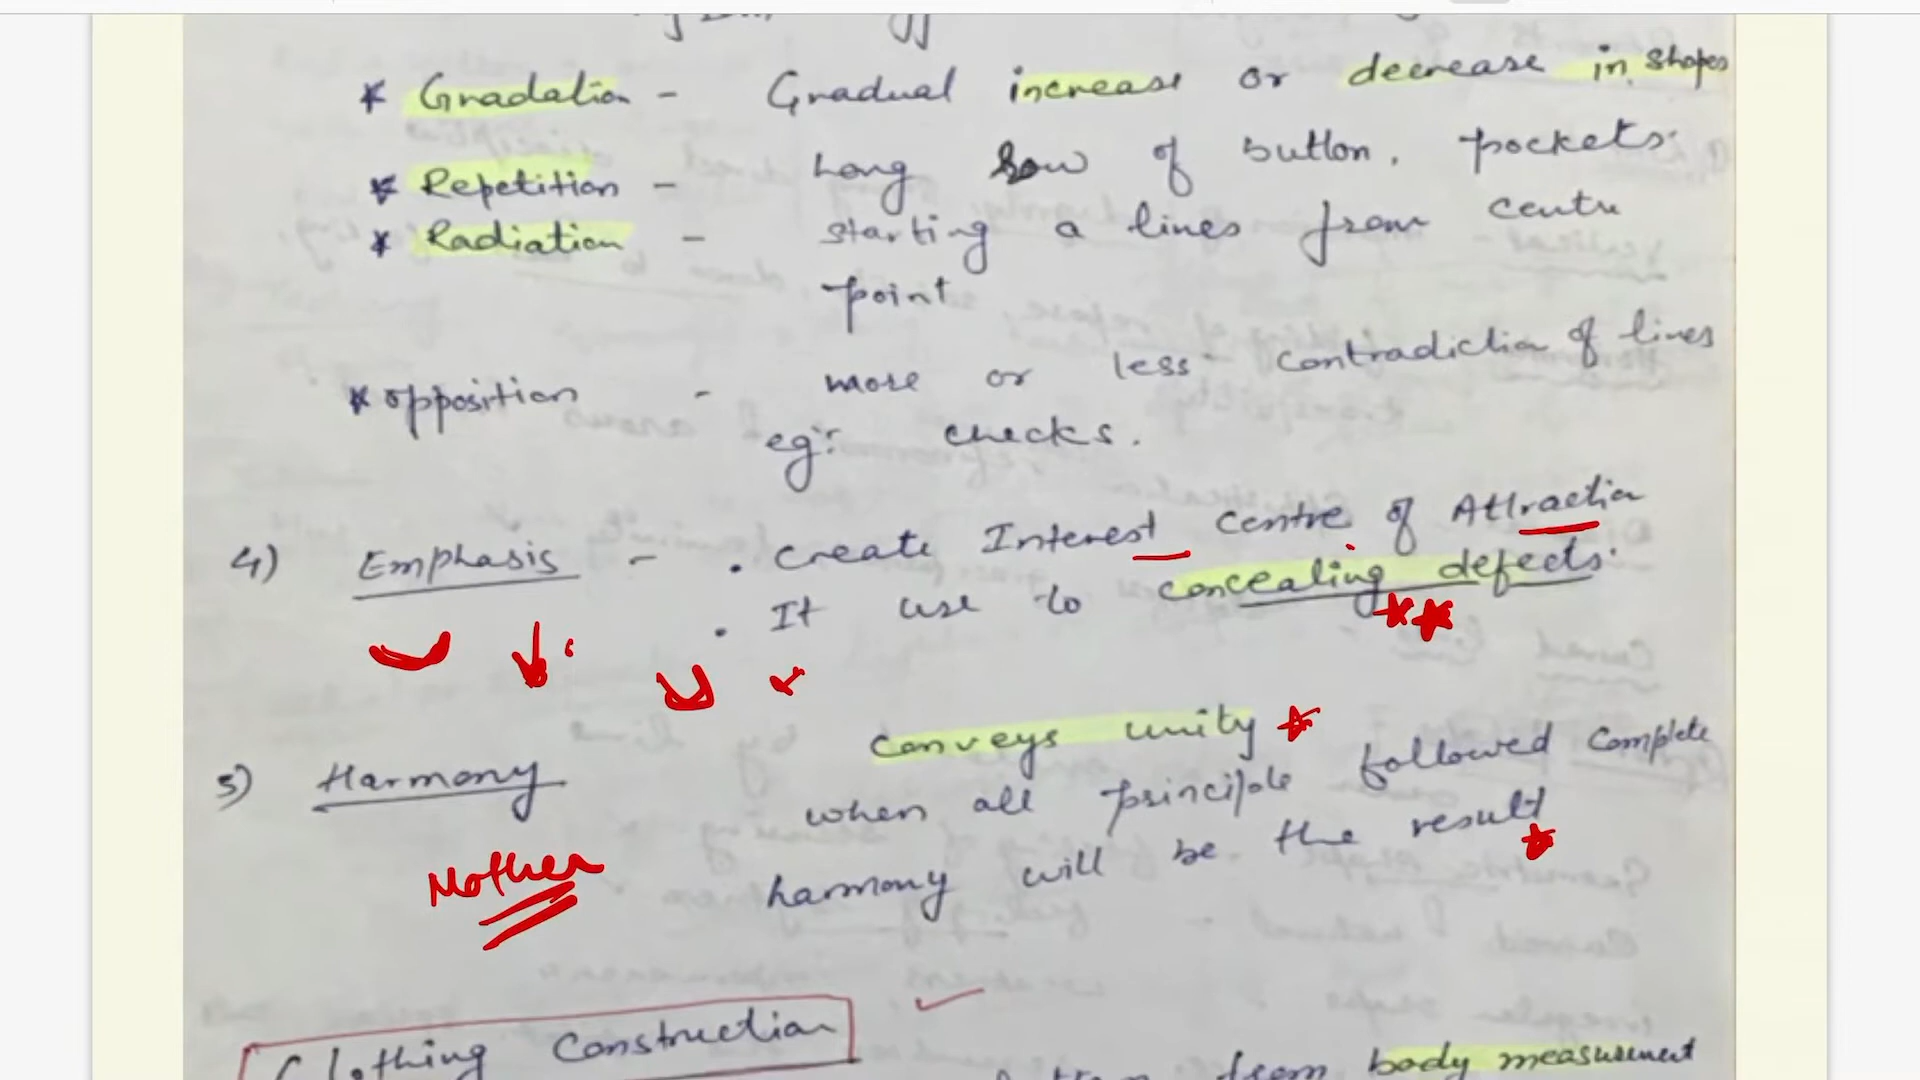 * Gradation - Gradual increase or decrease in shapes
* Repetition - Long Row of button, pockets.
* Radiation - starting a lines from centre
point
* opposition - more or less contradiction of lines
eg:- checks.
4) Emphasis - . Create Interest Centre of Attraction
. It use to concealing defects.
conveys unity
5) Harmony when all principle followed complete
harmony will be the result
Mother
Clothing Construction
from body measurement